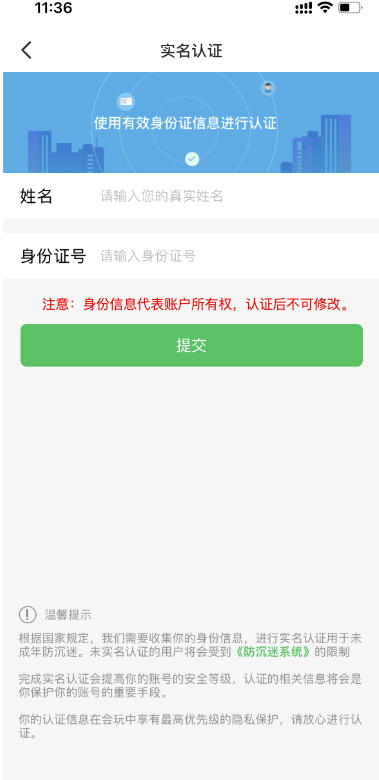 11:36
实名认证
使用有效身份证信息进行认证
姓名 请输入您的真实姓名
身份证号 请输入身份证号
注意：身份信息代表账户所有权，认证后不可修改。
提交
温馨提示
根据国家规定，我们需要收集你的身份信息，进行实名认证用于未
成年防沉迷。未实名认证的用户将会受到《防沉迷系统》的限制
完成实名认证会提高你的账号的安全等级，认证的相关信息将会是
你保护你的账号的重要手段。
你的认证信息在会玩中享有最高优先级的隐私保护，请放心进行认
证。